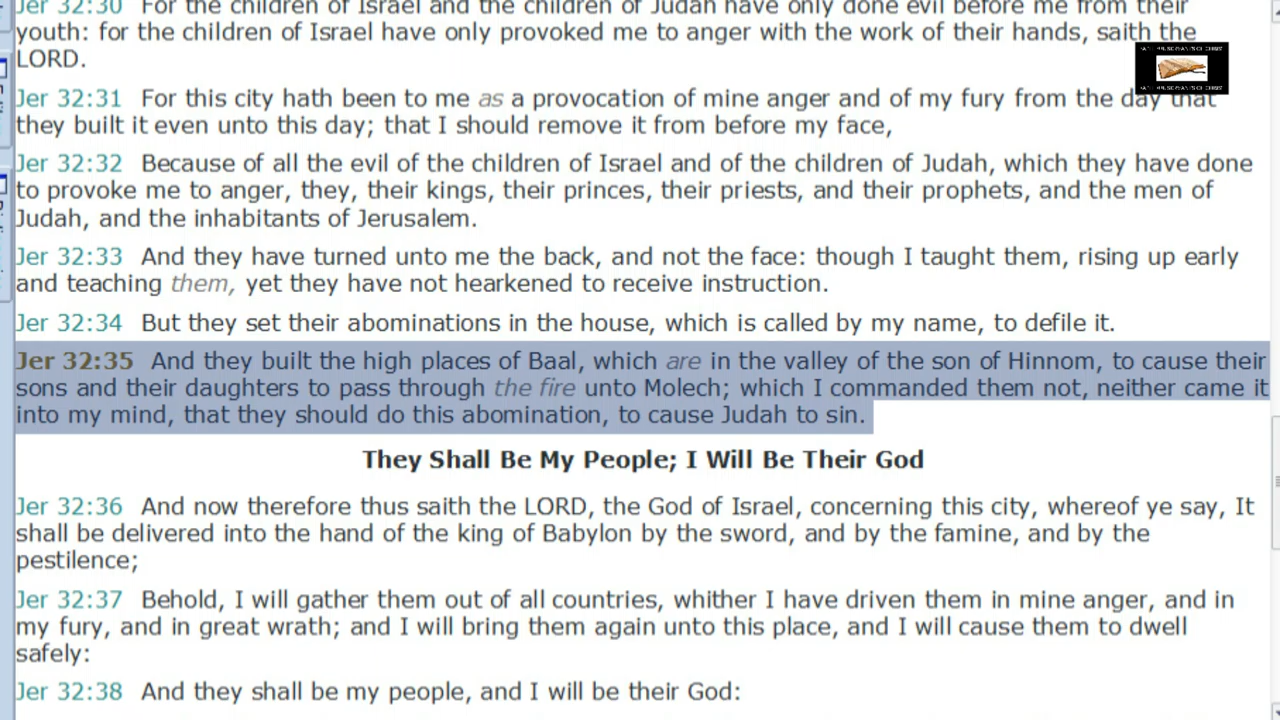 Jer 32:30 For the children of Israel and the children of Judah have only done evil before me from their
youth: for the children of Israel have only provoked me to anger with the work of their hands, saith the
LORD.
Jer 32:31 For this city hath been to me as a provocation of mine anger and of my fury from the day that
they built it even unto this day; that I should remove it from before my face,
Jer 32:32 Because of all the evil of the children of Israel and of the children of Judah, which they have done
to provoke me to anger, they, their kings, their princes, their priests, and their prophets, and the men of
Judah, and the inhabitants of Jerusalem.
Jer 32:33 And they have turned unto me the back, and not the face: though I taught them, rising up early
and teaching them, yet they have not hearkened to receive instruction.
Jer 32:34 But they set their abominations in the house, which is called by my name, to defile it.
Jer 32:35 And they built the high places of Baal, which are in the valley of the son of Hinnom, to cause their
sons and their daughters to pass through the fire unto Molech; which I commanded them not, neither came it
into my mind, that they should do this abomination, to cause Judah to sin.
They Shall Be My People; I Will Be Their God
Jer 32:36 And now therefore thus saith the LORD, the God of Israel, concerning this city, whereof ye say, It
shall be delivered into the hand of the king of Babylon by the sword, and by the famine, and by the
pestilence;
Jer 32:37 Behold, I will gather them out of all countries, whither I have driven them in mine anger, and in
my fury, and in great wrath; and I will bring them again unto this place, and I will cause them to dwell
safely:
Jer 32:38 And they shall be my people, and I will be their God: